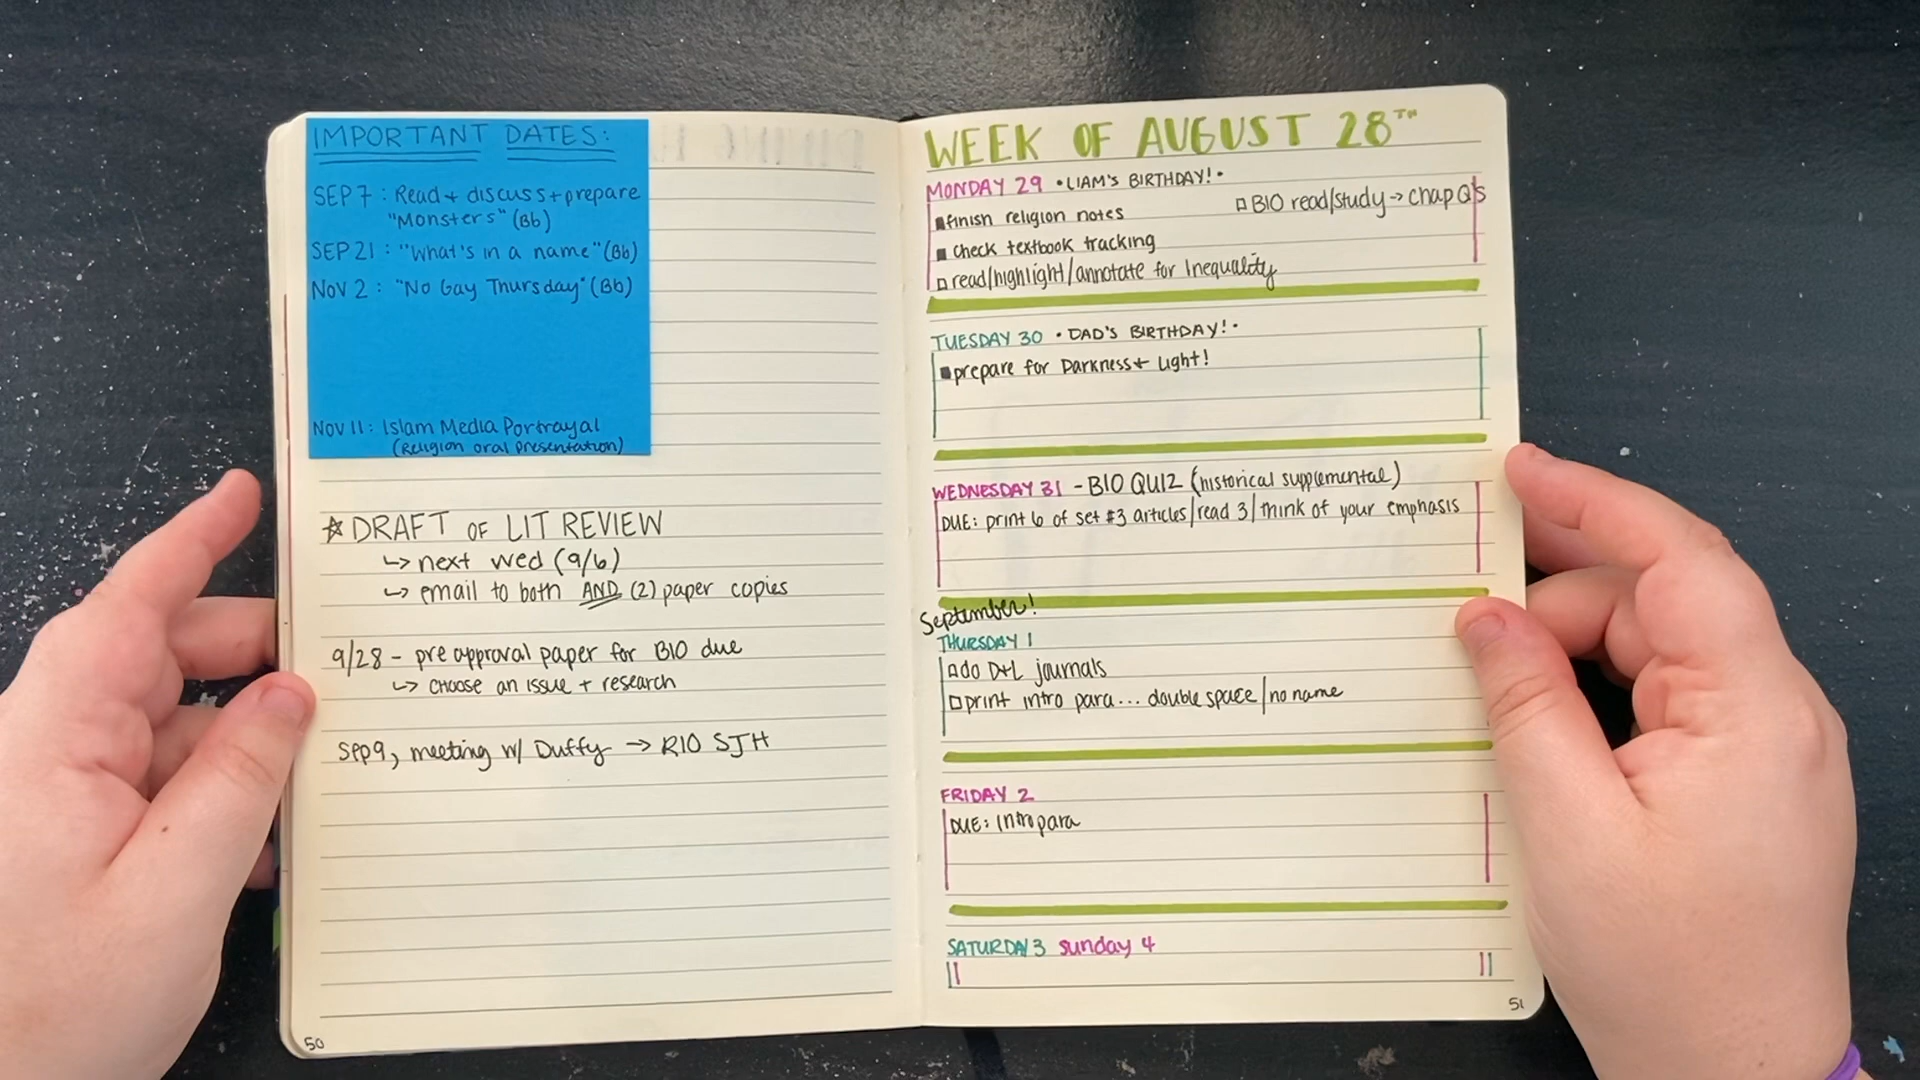 IMPORTANT DATES:
SEP 7: Read + discuss + prepare
"Monsters" (Bb)
SEP 21: "What's in a name" (Bb)
NOV 2: "No Gay Thursday" (Bb)
NOV 11: Islam Media Portrayal
(Religion oral presentation)
☆ DRAFT OF LIT REVIEW
↳ next wed (9/6)
↳ email to both AND (2) paper copies
9/28 - pre approval paper for BIO due
↳ choose an issue + research
Sep 9, meeting w/ Duffy → R10 SJH
50
WEEK OF AUGUST 28TH
MONDAY 29 • LIAM'S BIRTHDAY! •
■ finish religion notes
□ BIO read/study → chap Q's
■ check textbook tracking
□ read/highlight/annotate for Inequality
TUESDAY 30 • DAD'S BIRTHDAY! •
■ prepare for Darkness + Light!
WEDNESDAY 31 - BIO QUIZ (historical supplemental)
DUE: print 6 of set #3 articles/read 3/think of your emphasis
September!
THURSDAY 1
□ do D+L journals
□ print intro para... double space/no name
FRIDAY 2
DUE: intro para
SATURDAY 3 sunday 4
51